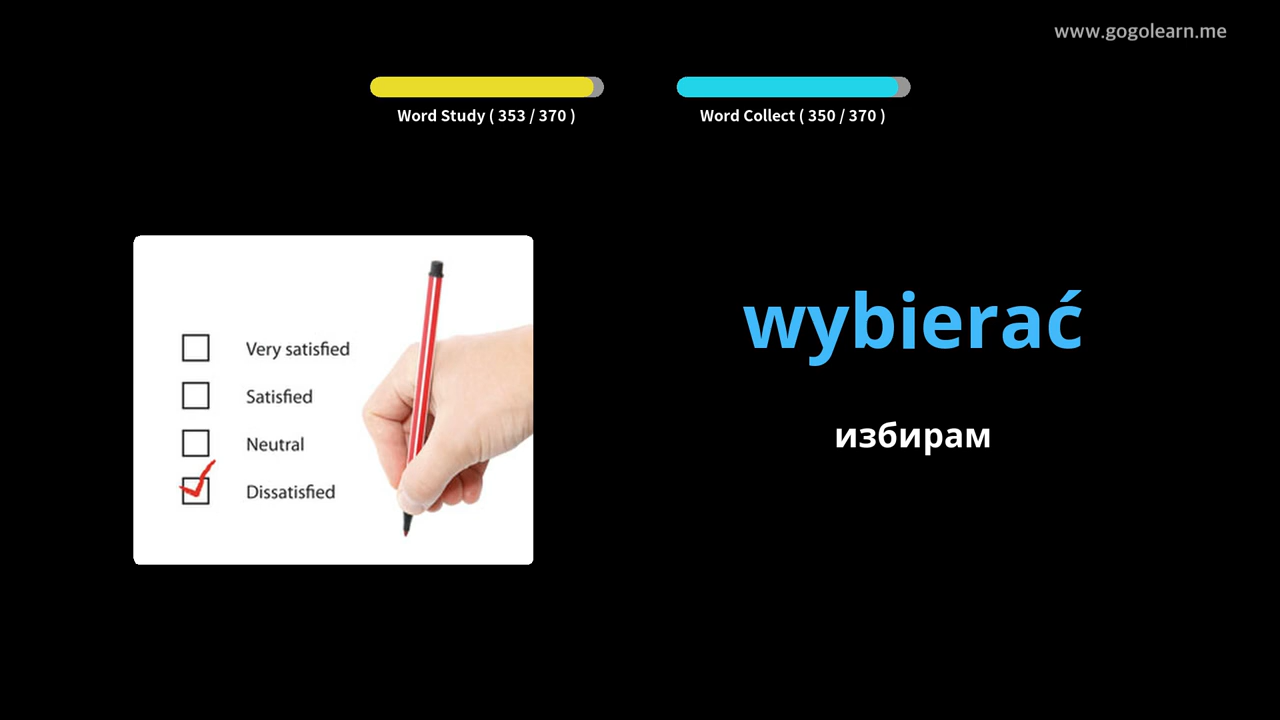 www.gogolearn.me
Word Study ( 353 / 370 )
Word Collect ( 350 / 370 )
Very satisfied
Satisfied
Neutral
Dissatisfied
wybierać
избирам